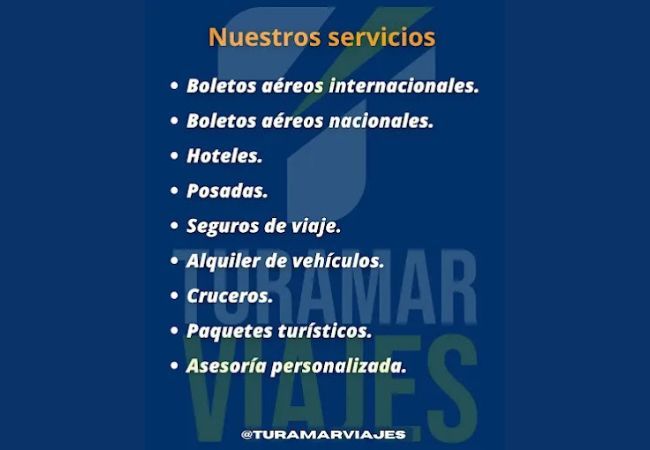 Nuestros servicios
• Boletos aéreos internacionales.
• Boletos aéreos nacionales.
• Hoteles.
• Posadas.
• Seguros de viaje.
• Alquiler de vehículos.
• Cruceros.
• Paquetes turísticos.
• Asesoría personalizada.
TURAMAR
VIAJES
@TURAMARVIAJES